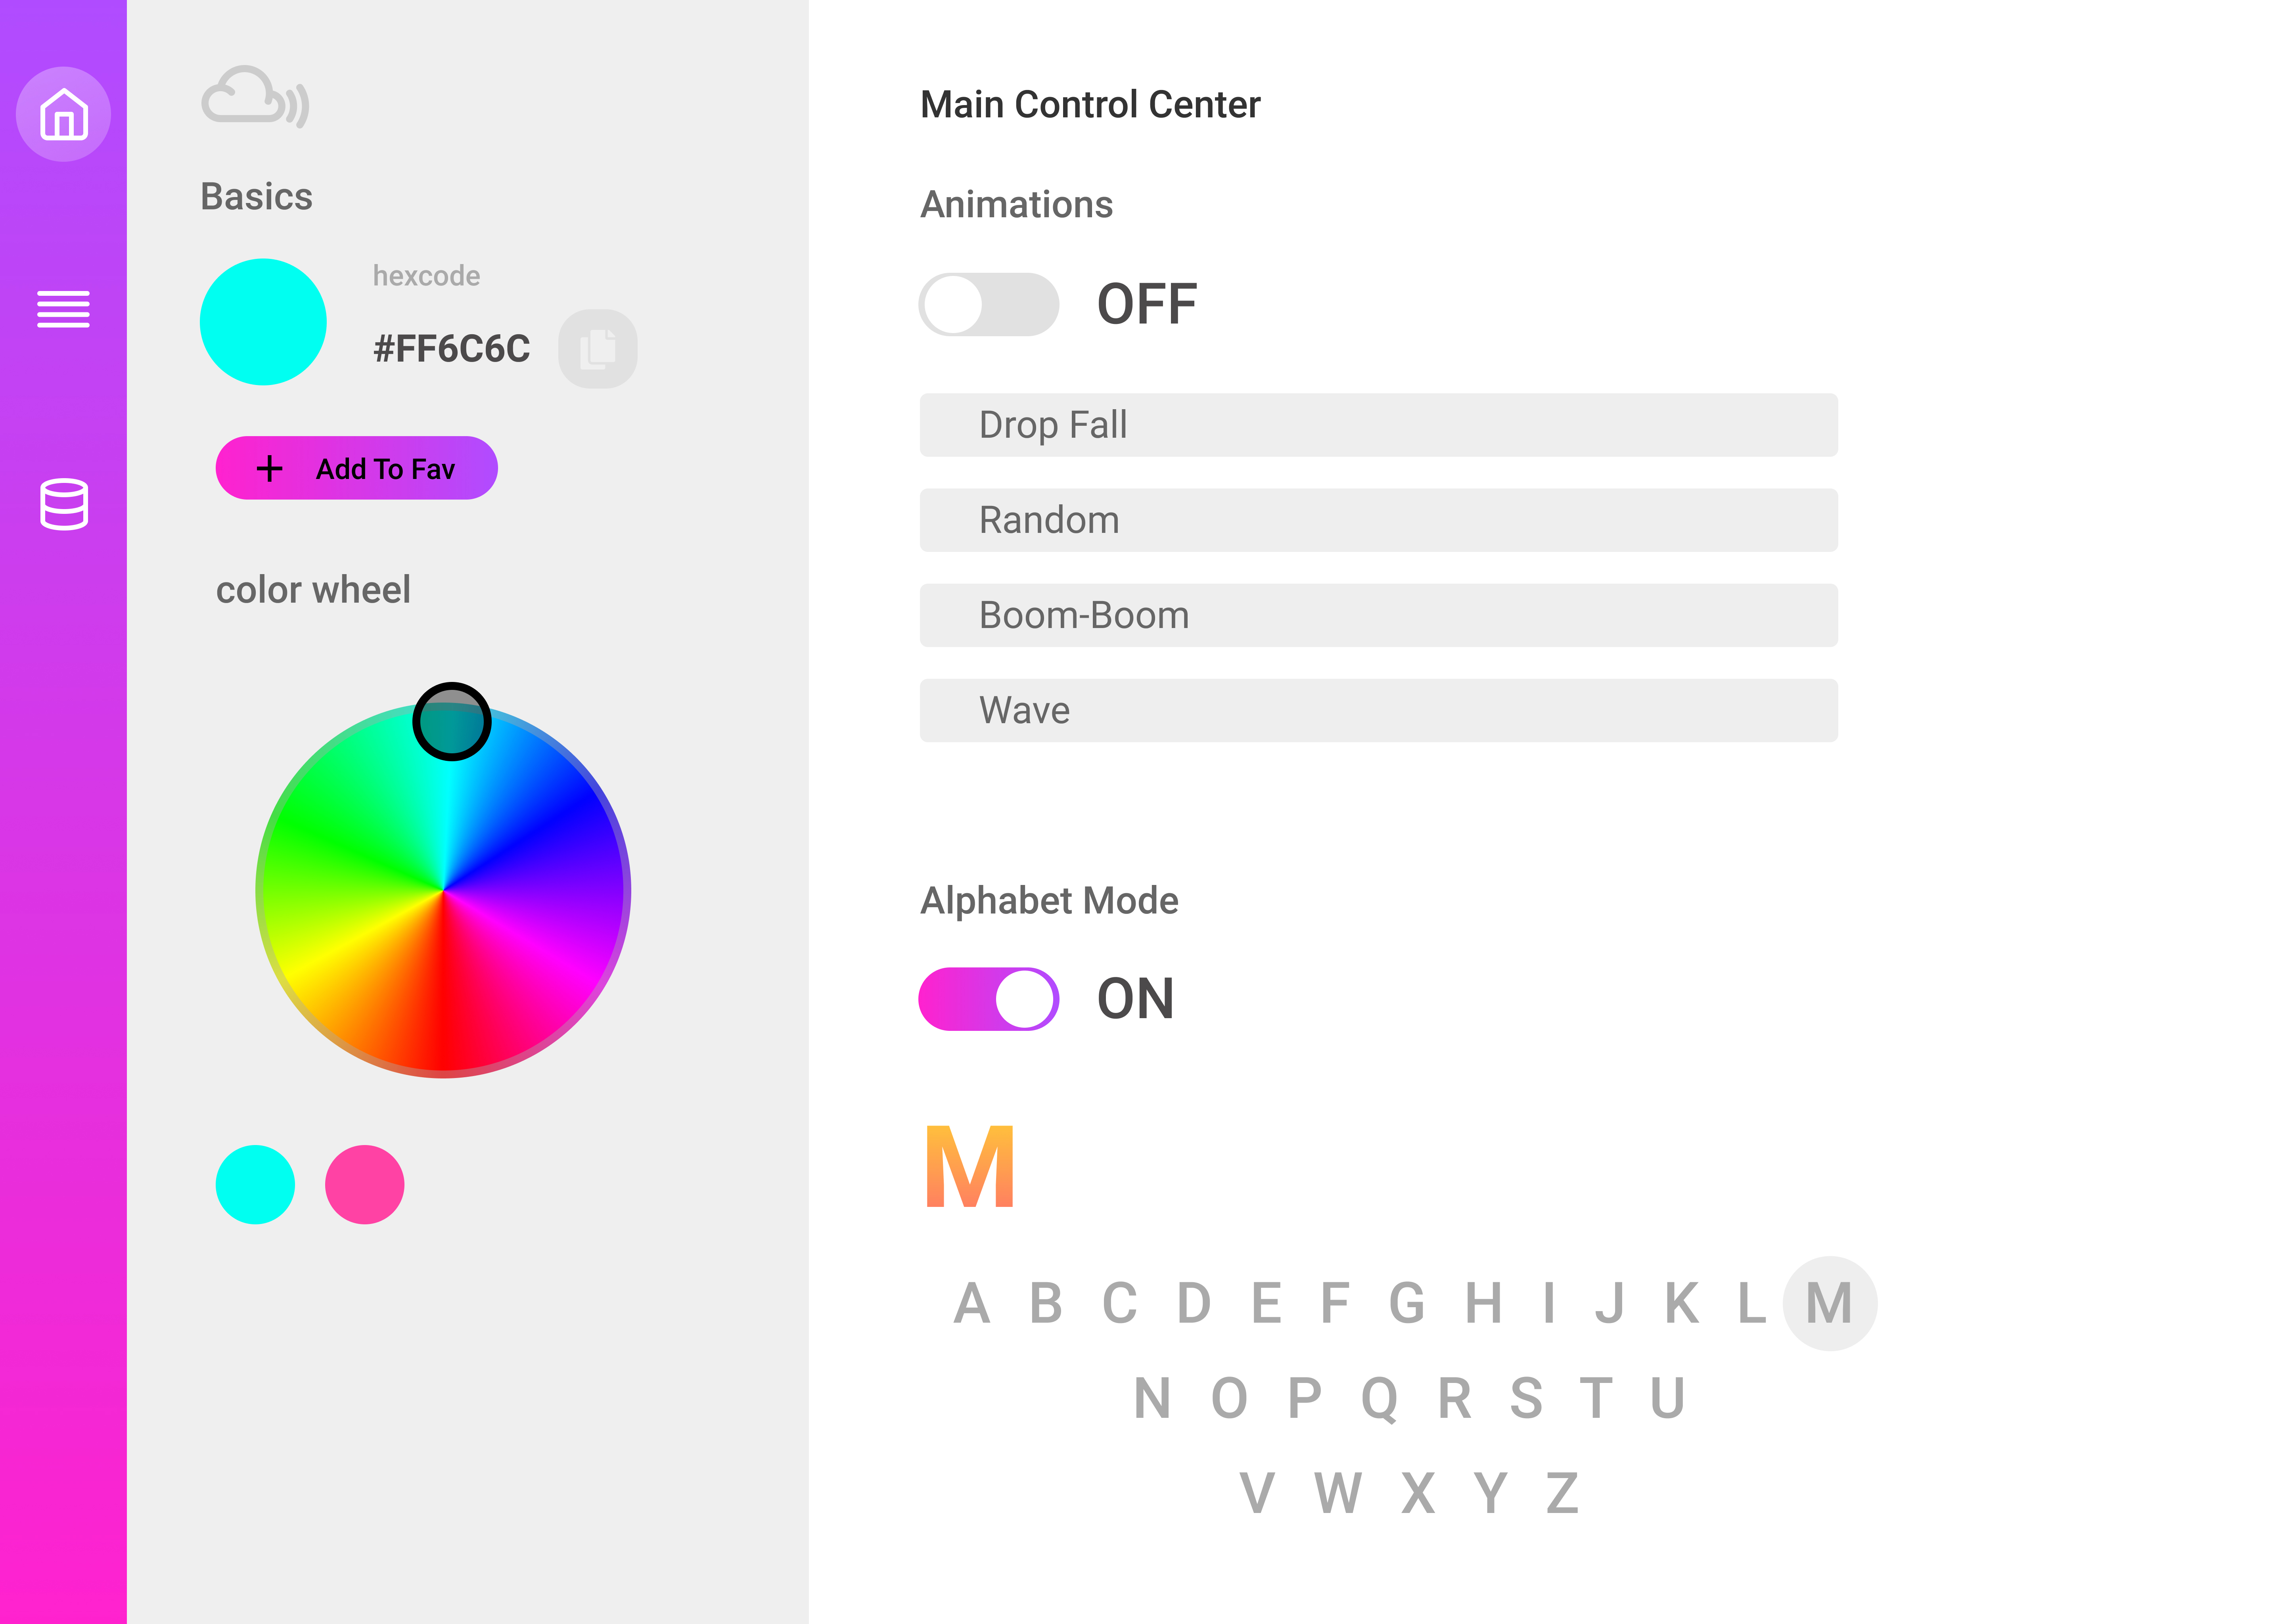 Basics
hexcode
#FF6C6C
Add To Fav
color wheel
Main Control Center
Animations
OFF
Drop Fall
Random
Boom-Boom
Wave
Alphabet Mode
ON
M
A B C D E F G H I J K L M
N O P Q R S T U
V W X Y Z